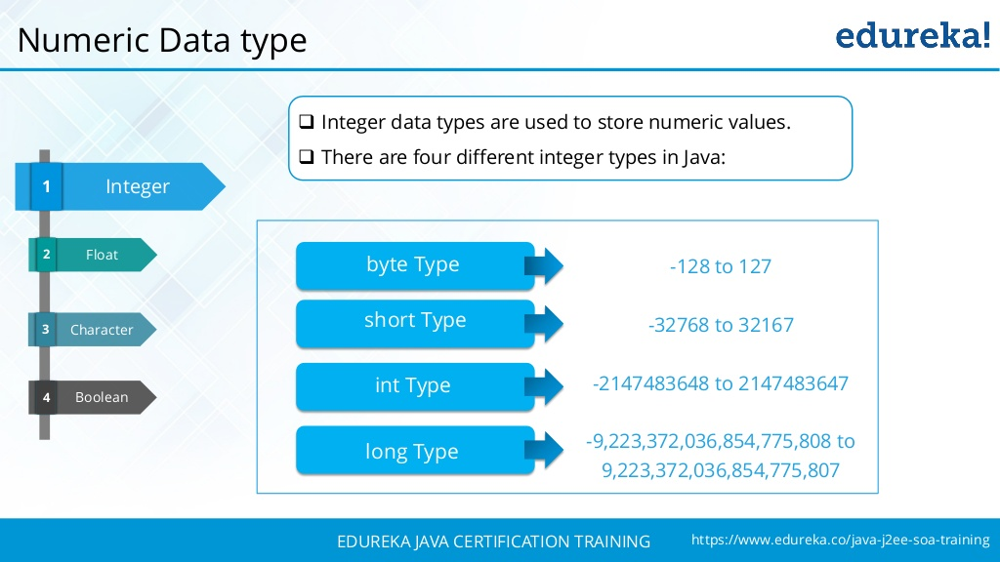 Numeric Data type
edureka!
❑ Integer data types are used to store numeric values.
❑ There are four different integer types in Java:
1 Integer
2 Float
3 Character
4 Boolean
byte Type
-128 to 127
short Type
-32768 to 32167
int Type
-2147483648 to 2147483647
long Type
-9,223,372,036,854,775,808 to
9,223,372,036,854,775,807
EDUREKA JAVA CERTIFICATION TRAINING
https://www.edureka.co/java-j2ee-soa-training